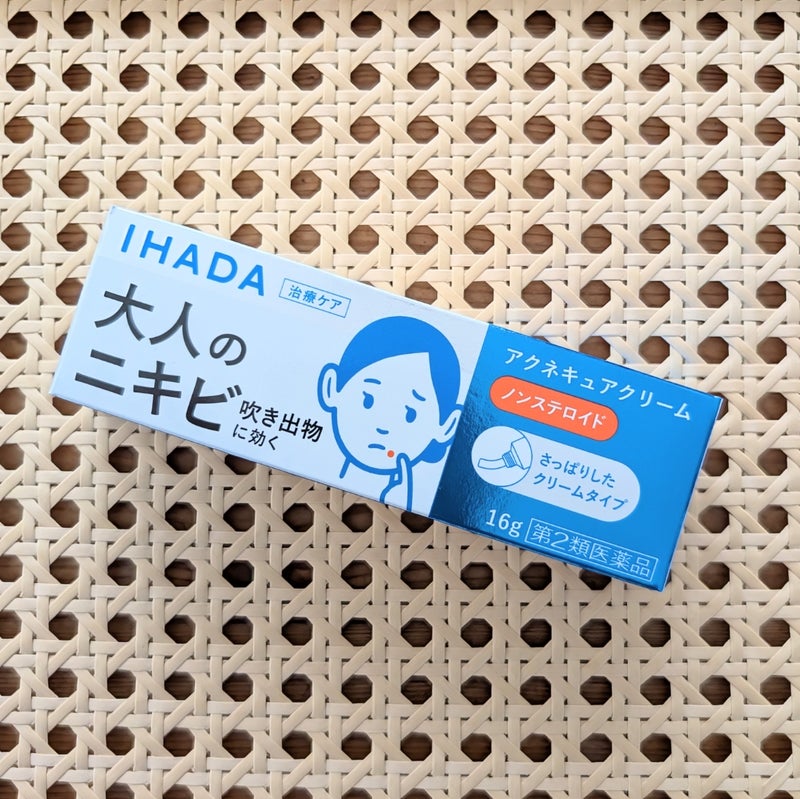 IHADA
治療ケア
大人の
ニキビ
吹き出物
に効く
アクネキュアクリーム
ノンステロイド
さっぱりした
クリームタイプ
16g 第2類医薬品